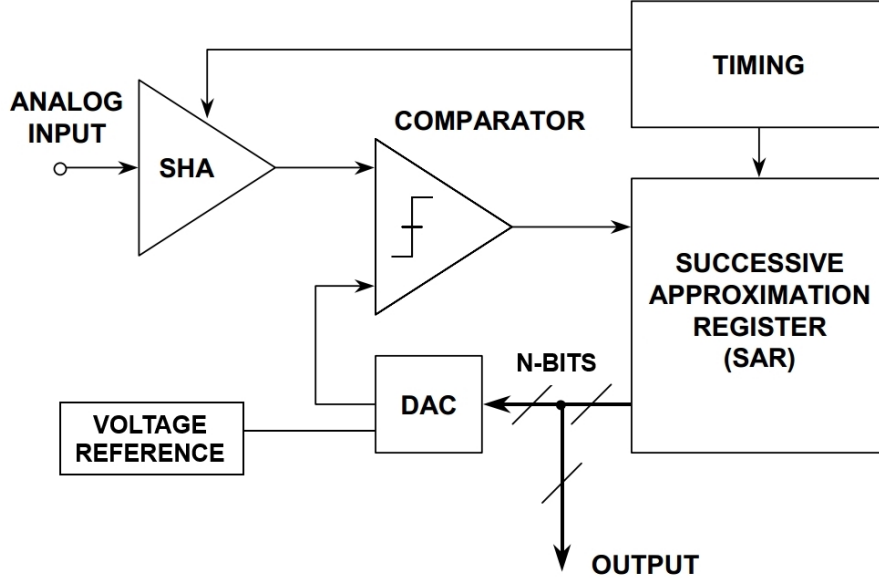 TIMING
ANALOG
INPUT
COMPARATOR
SHA
SUCCESSIVE
APPROXIMATION
REGISTER
(SAR)
N-BITS
DAC
VOLTAGE
REFERENCE
OUTPUT